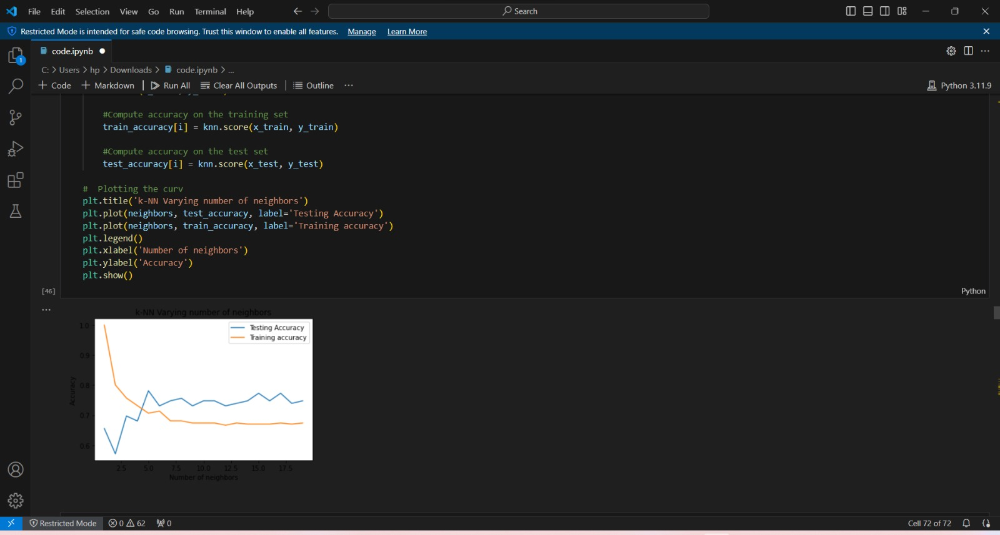 File Edit Selection View Go Run Terminal Help Search
Restricted Mode is intended for safe code browsing. Trust this window to enable all features. Manage Learn More
1
code.ipynb
C: > Users > hp > Downloads > code.ipynb > ...
+ Code + Markdown Run All Clear All Outputs Outline ... Python 3.11.9
#Compute accuracy on the training set
train_accuracy[i] = knn.score(x_train, y_train)
#Compute accuracy on the test set
test_accuracy[i] = knn.score(x_test, y_test)
#  Plotting the curv
plt.title('k-NN Varying number of neighbors')
plt.plot(neighbors, test_accuracy, label='Testing Accuracy')
plt.plot(neighbors, train_accuracy, label='Training accuracy')
plt.legend()
plt.xlabel('Number of neighbors')
plt.ylabel('Accuracy')
plt.show()
[46] Python
...
k-NN Varying number of neighbors
Testing Accuracy
Training accuracy
1.0
0.9
0.8
0.7
0.6
Accuracy
2.5 5.0 7.5 10.0 12.5 15.0 17.5
Number of neighbors
Restricted Mode 0 62 0 Cell 72 of 72